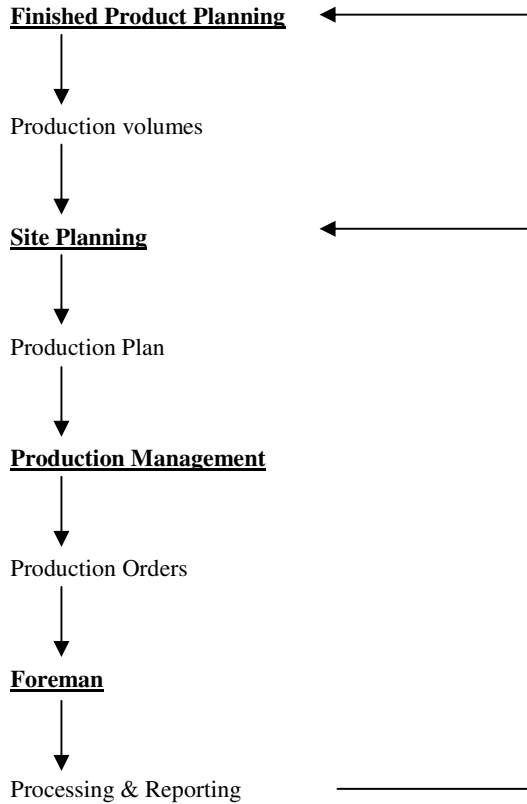 Finished Product Planning
Production volumes
Site Planning
Production Plan
Production Management
Production Orders
Foreman
Processing & Reporting